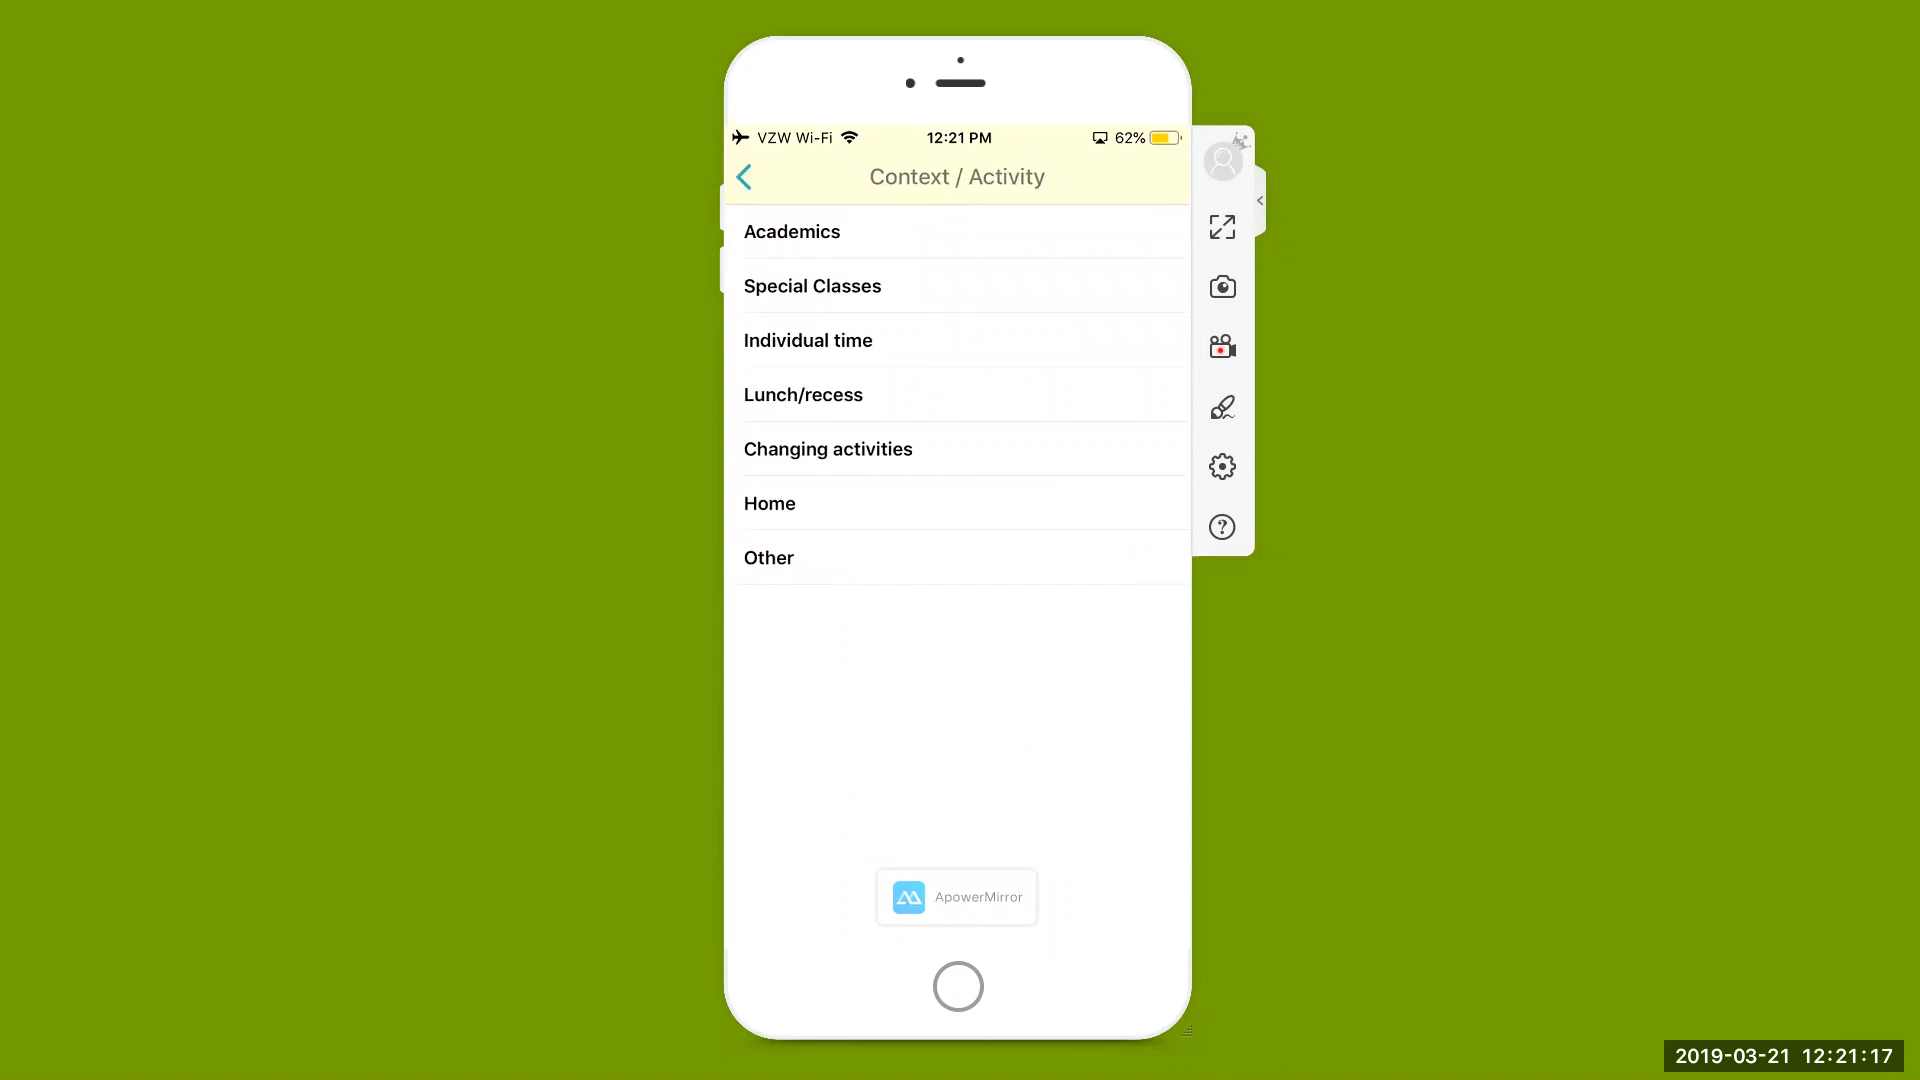 VZW Wi-Fi 12:21 PM 62%
Context / Activity
Academics
Special Classes
Individual time
Lunch/recess
Changing activities
Home
Other
ApowerMirror
2019-03-21 12:21:17